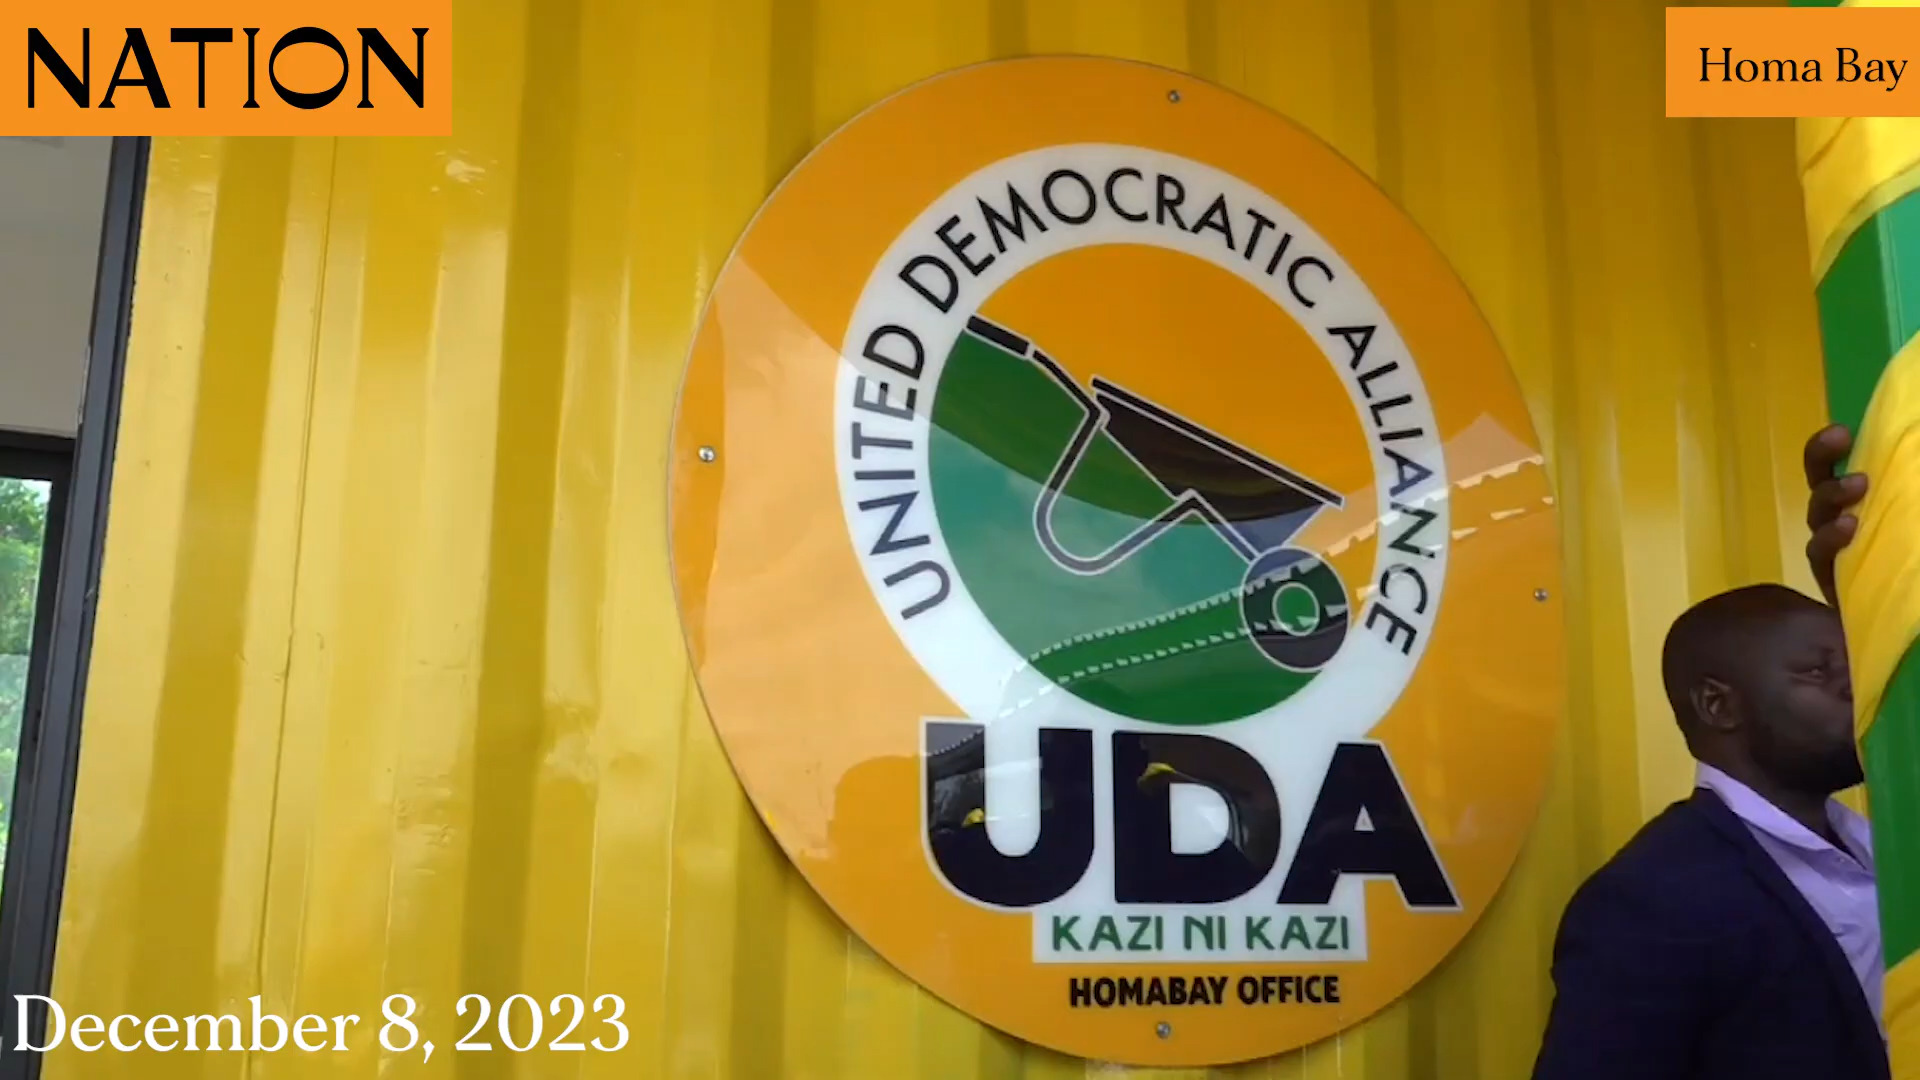 NATION
Homa Bay
UNITED DEMOCRATIC ALLIANCE
UDA
KAZI NI KAZI
HOMABAY OFFICE
December 8, 2023